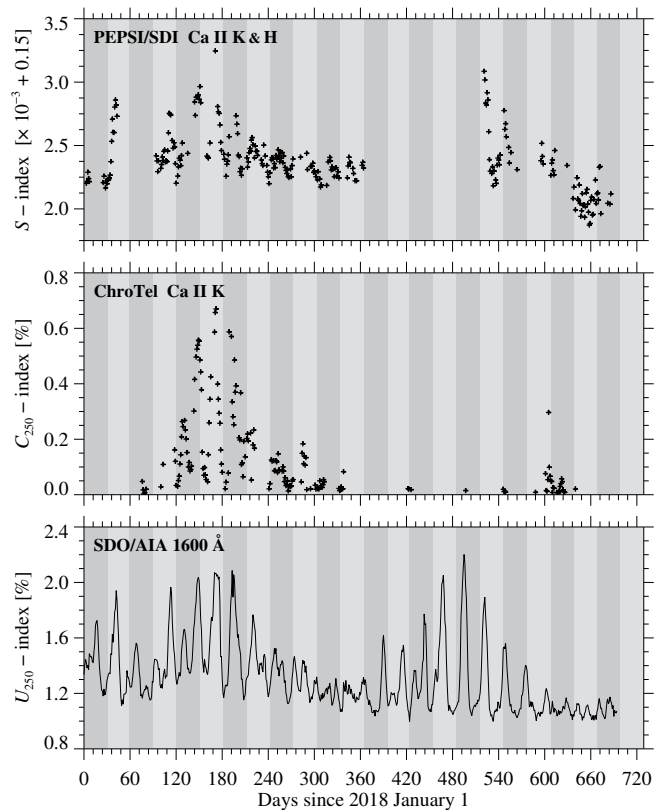 3.5
PEPSI/SDI Ca II K & H
3.0
2.5
2.0
S − index [× 10⁻³ + 0.15]
0.8
ChroTel Ca II K
0.6
0.4
0.2
0.0
C₂₅₀ − index [%]
2.4
SDO/AIA 1600 Å
2.0
1.6
1.2
0.8
U₂₅₀ − index [%]
0 60 120 180 240 300 360 420 480 540 600 660 720
Days since 2018 January 1